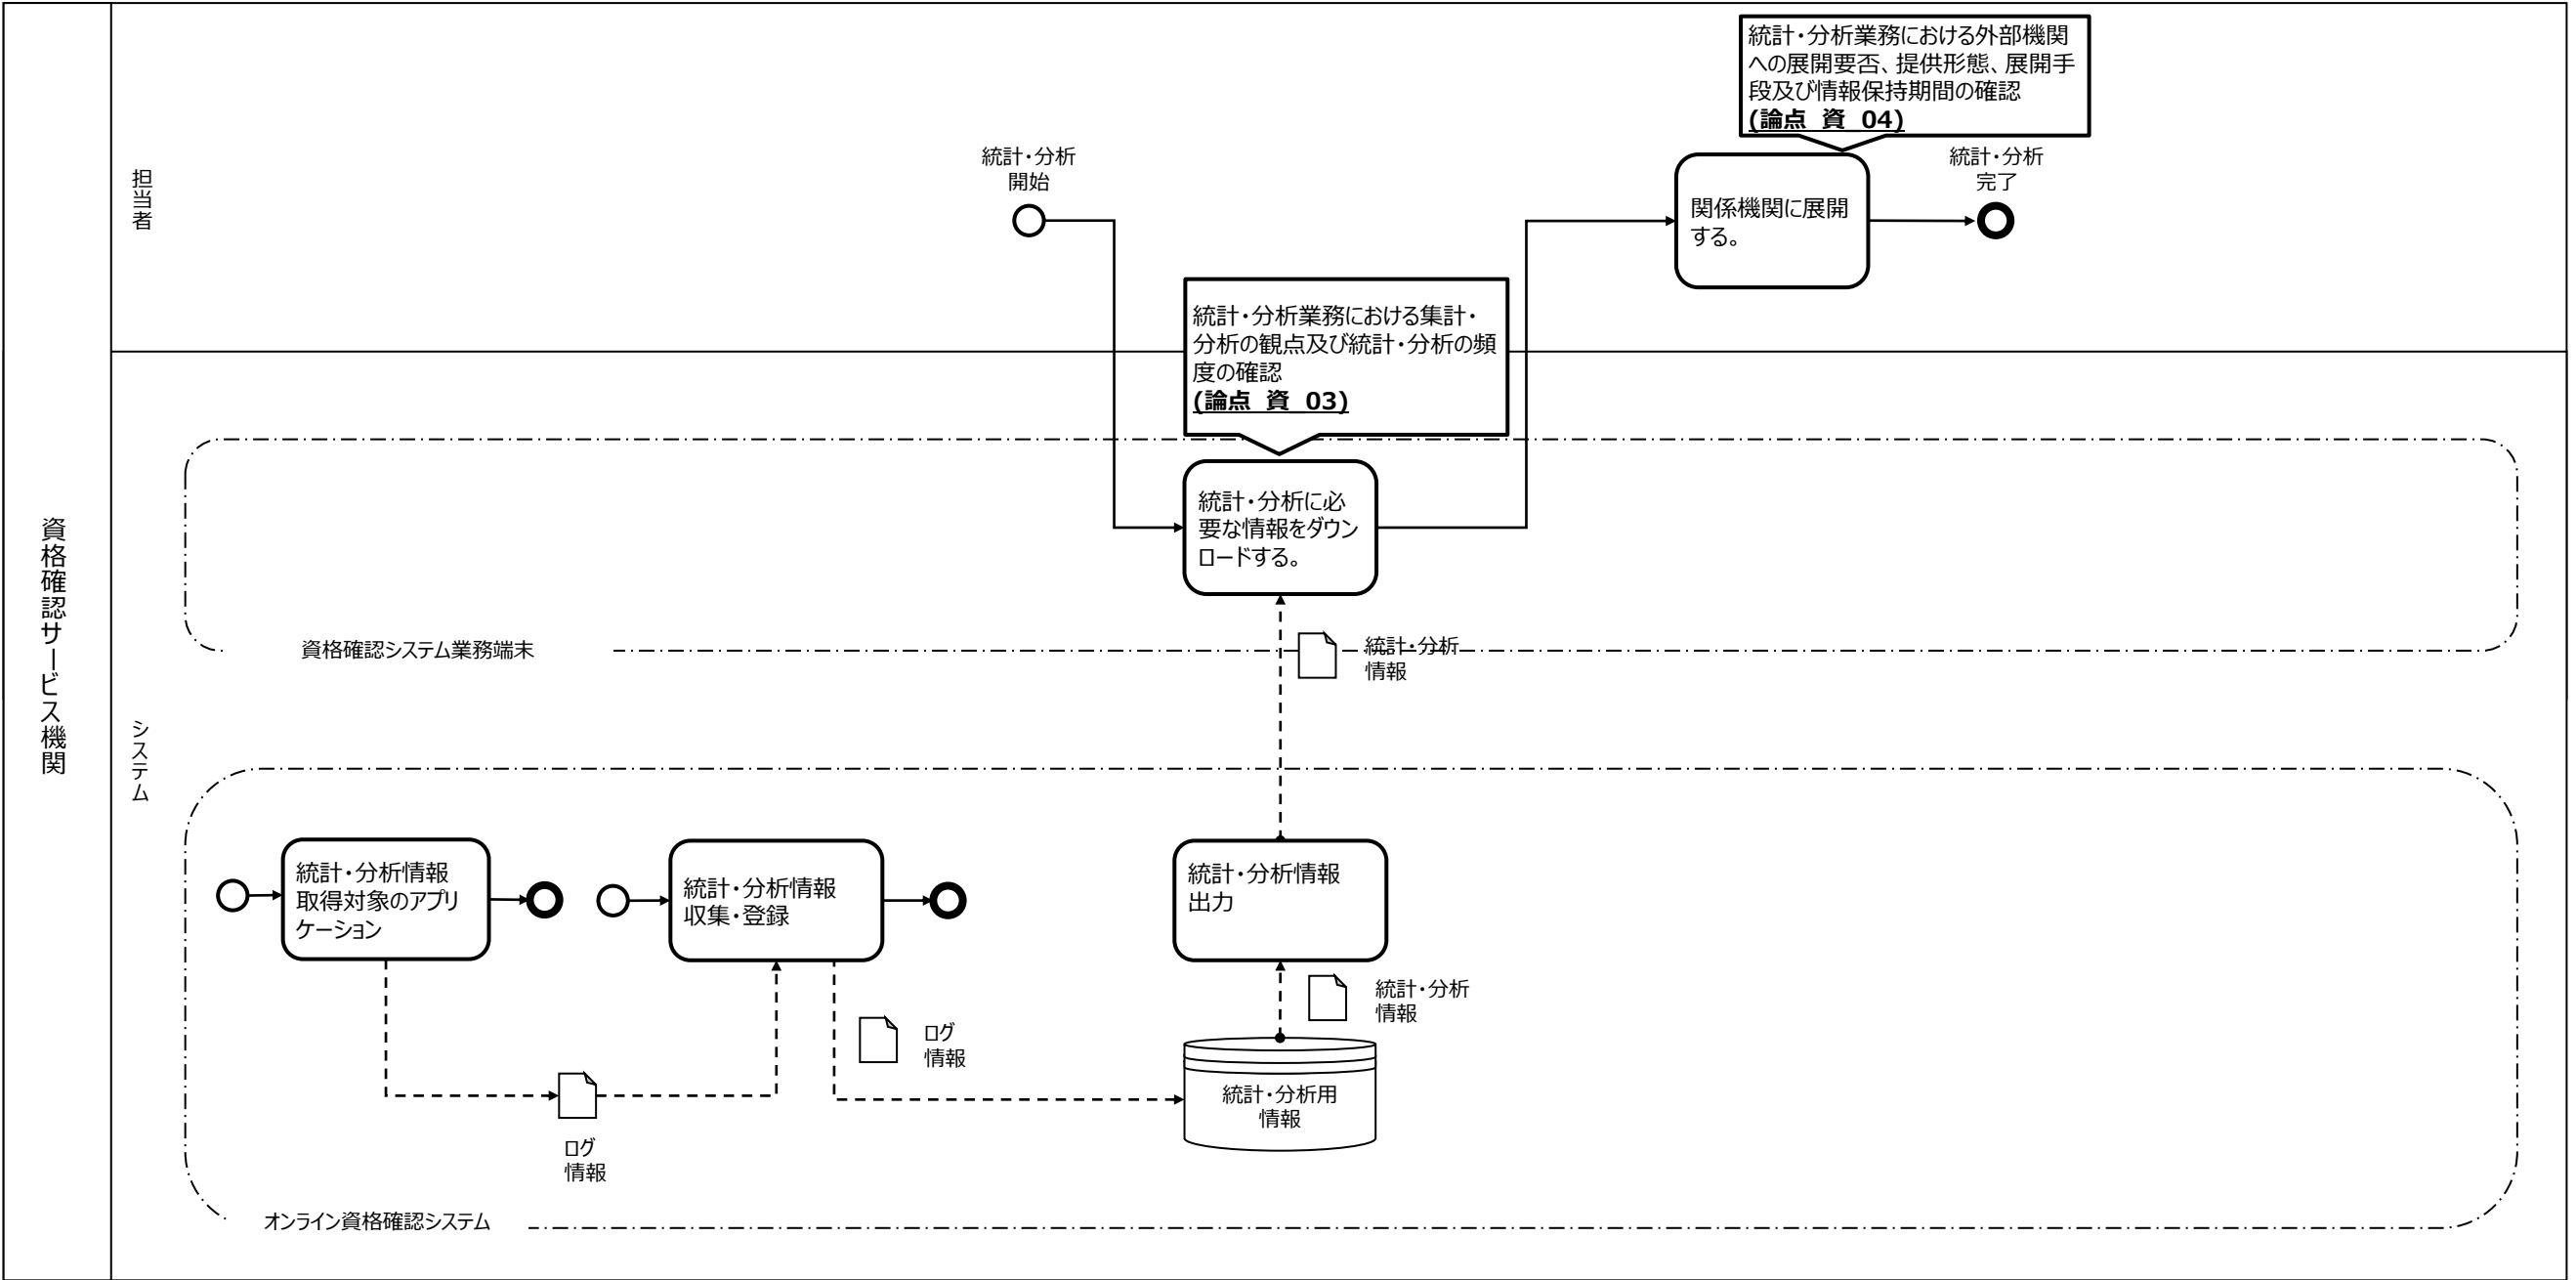 資格確認サービス機関
担当者
統計・分析
開始
統計・分析業務における外部機関
への展開要否、提供形態、展開手
段及び情報保持期間の確認
(論点_資_04)
関係機関に展開
する。
統計・分析
完了
統計・分析業務における集計・
分析の観点及び統計・分析の頻
度の確認
(論点_資_03)
システム
統計・分析に必
要な情報をダウン
ロードする。
資格確認システム業務端末
統計・分析
情報
統計・分析情報
取得対象のアプリ
ケーション
統計・分析情報
収集・登録
統計・分析情報
出力
ログ
情報
統計・分析
情報
統計・分析用
情報
ログ
情報
オンライン資格確認システム